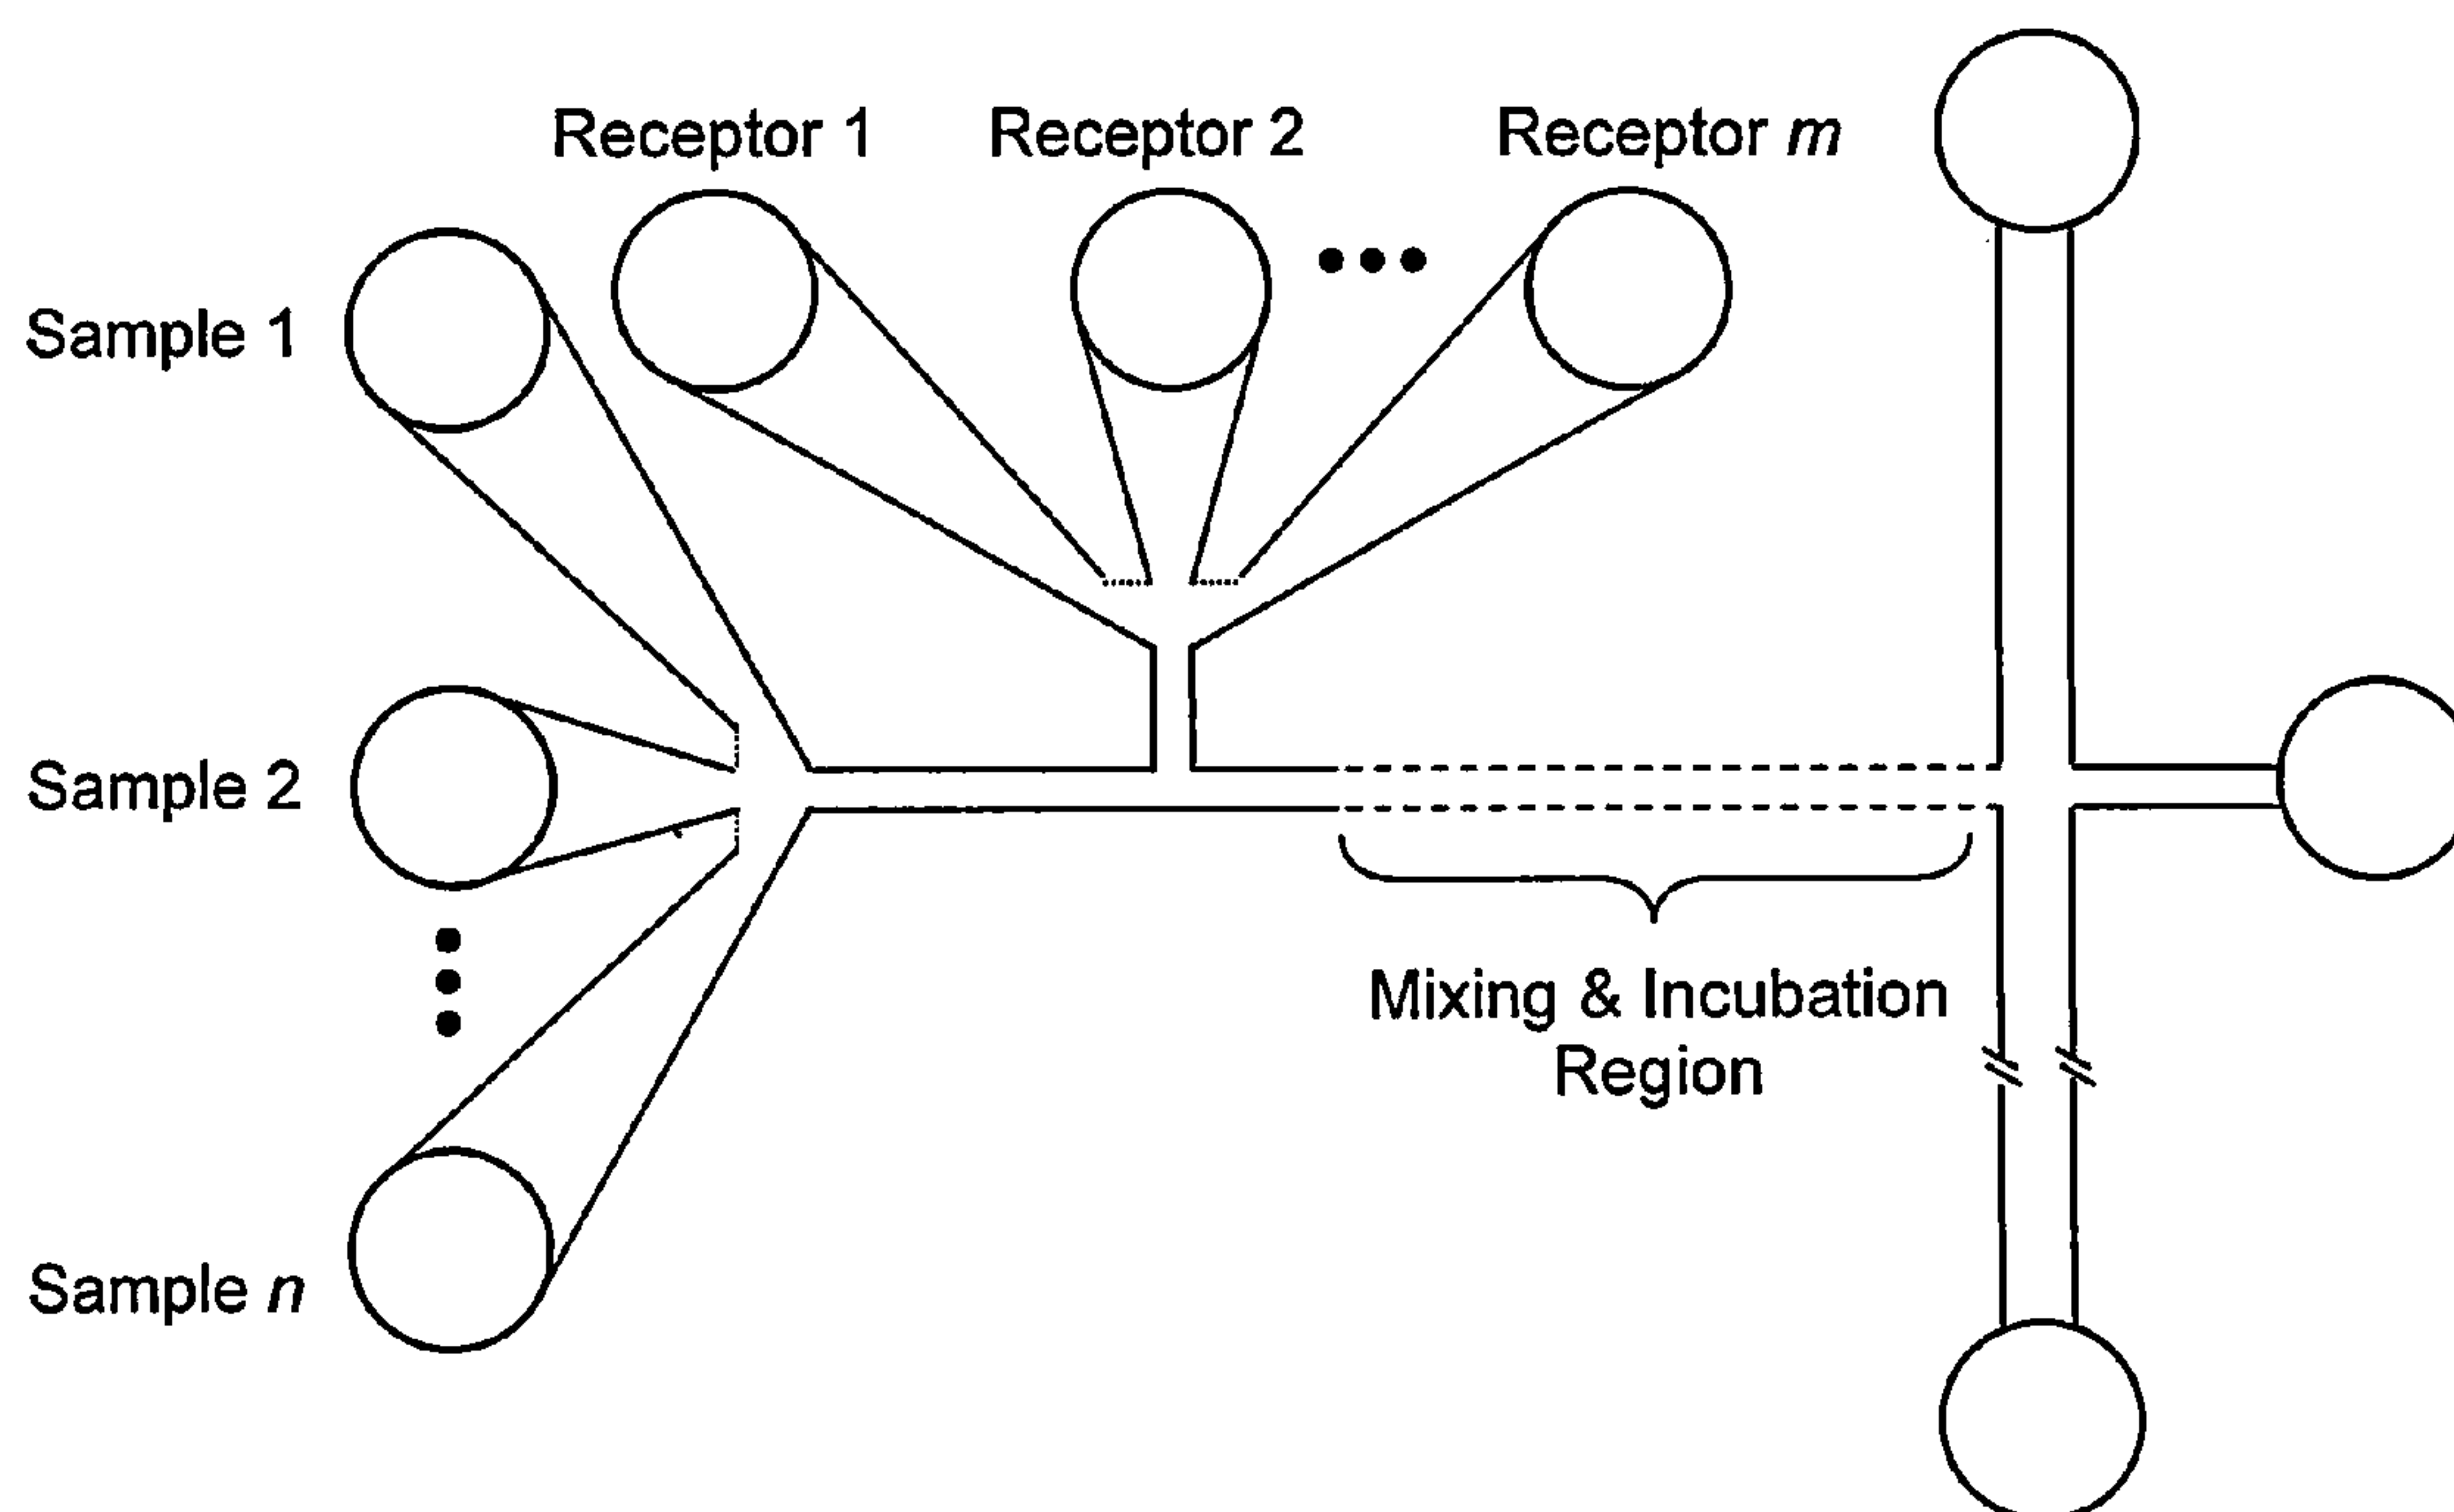 Receptor 1
Receptor 2
Receptor m
Sample 1
Sample 2
Mixing & Incubation
Region
Sample n